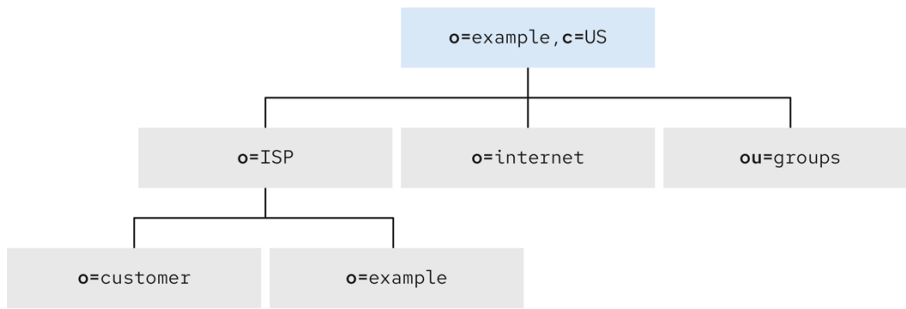 o=example,c=US
o=ISP
o=internet
ou=groups
o=customer
o=example